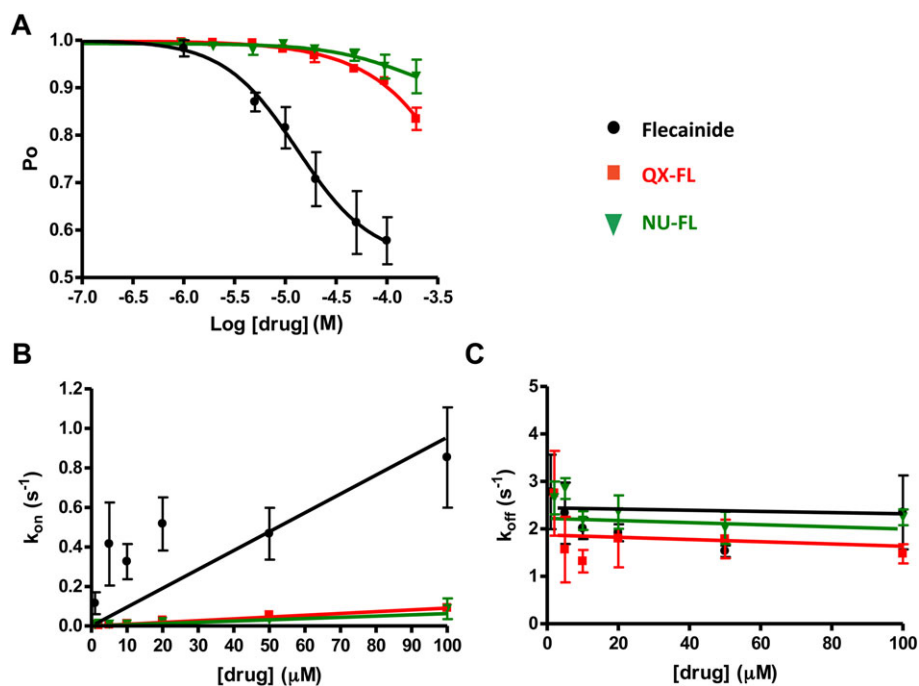 A
1.0
0.9
0.8
0.7
0.6
0.5
Po
-7.0 -6.5 -6.0 -5.5 -5.0 -4.5 -4.0 -3.5
Log [drug] (M)
Flecainide
QX-FL
NU-FL
B
1.2
1.0
0.8
0.6
0.4
0.2
0.0
kon (s-1)
0 10 20 30 40 50 60 70 80 90 100
[drug] (μM)
C
5
4
3
2
1
0
koff (s-1)
0 20 40 60 80 100
[drug] (μM)